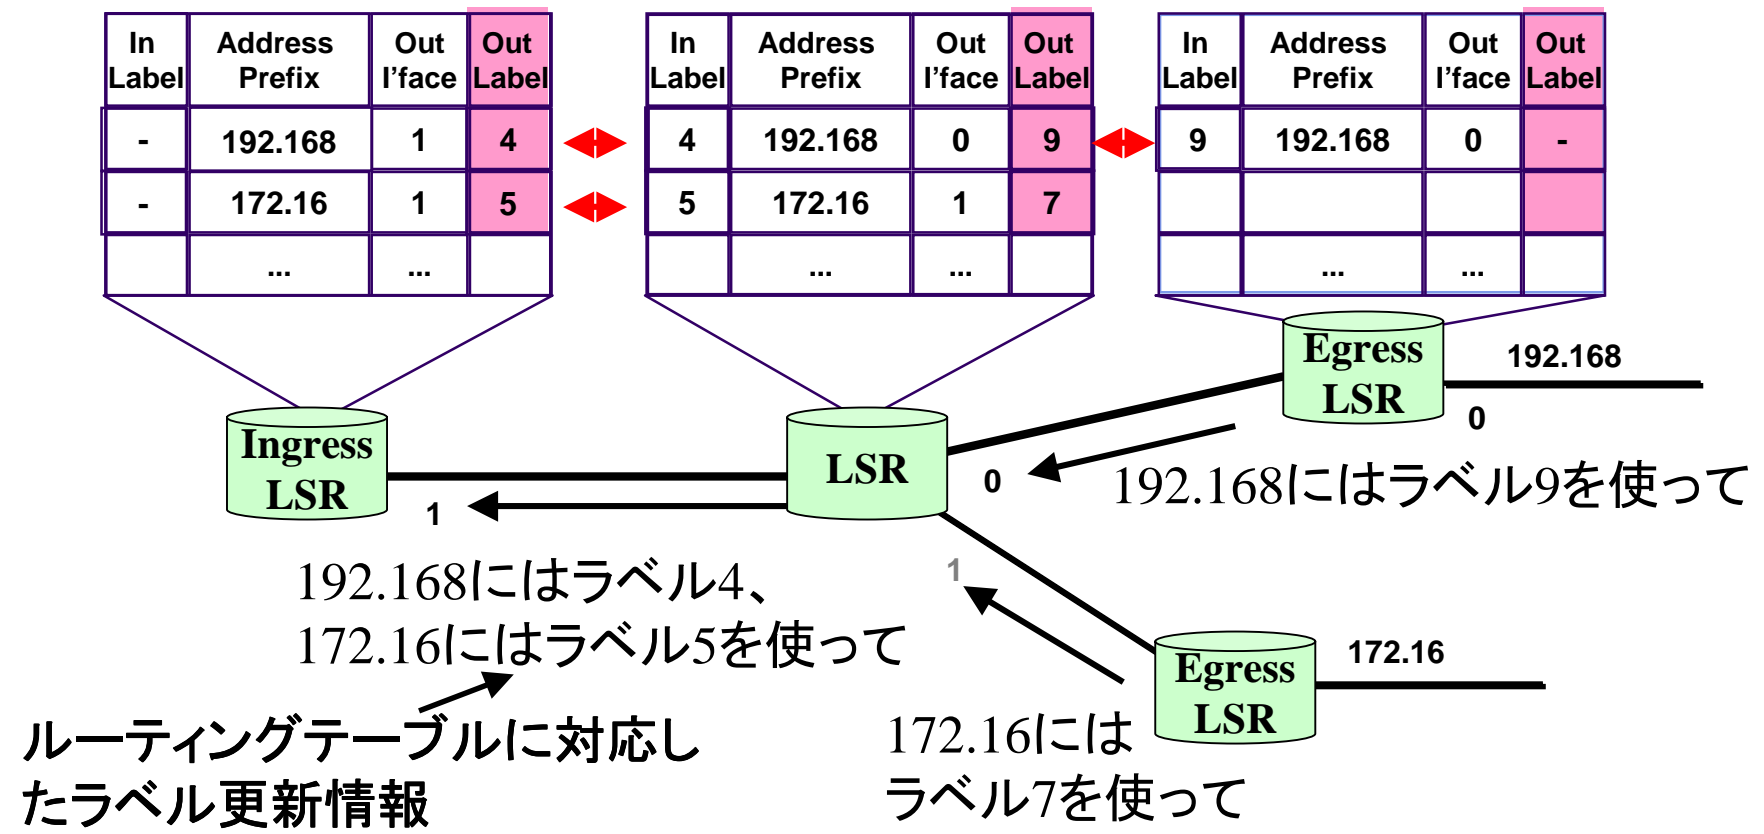 In Label Address Prefix Out I’face Out Label
- 192.168 1 4
- 172.16 1 5
... ...
In Label Address Prefix Out I’face Out Label
4 192.168 0 9
5 172.16 1 7
... ...
In Label Address Prefix Out I’face Out Label
9 192.168 0 -
... ...
Egress
LSR
192.168
0
Ingress
LSR
1
LSR
0
192.168にはラベル9を使って
192.168にはラベル4、
172.16にはラベル5を使って
1
Egress
LSR
172.16
ルーティングテーブルに対応し
たラベル更新情報
172.16には
ラベル7を使って